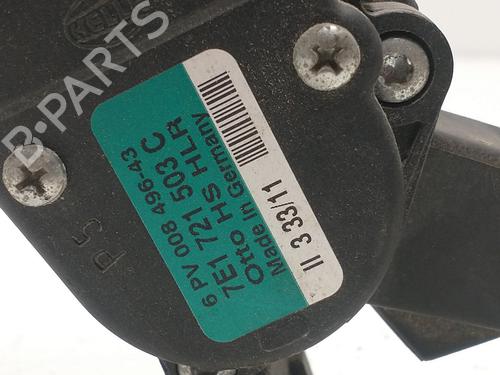 HELLA
B-PARTS
6 PV 008 496-43
7E1 721 503 C
Otto HS HLR
Made in Germany
II 3 33/11
P5